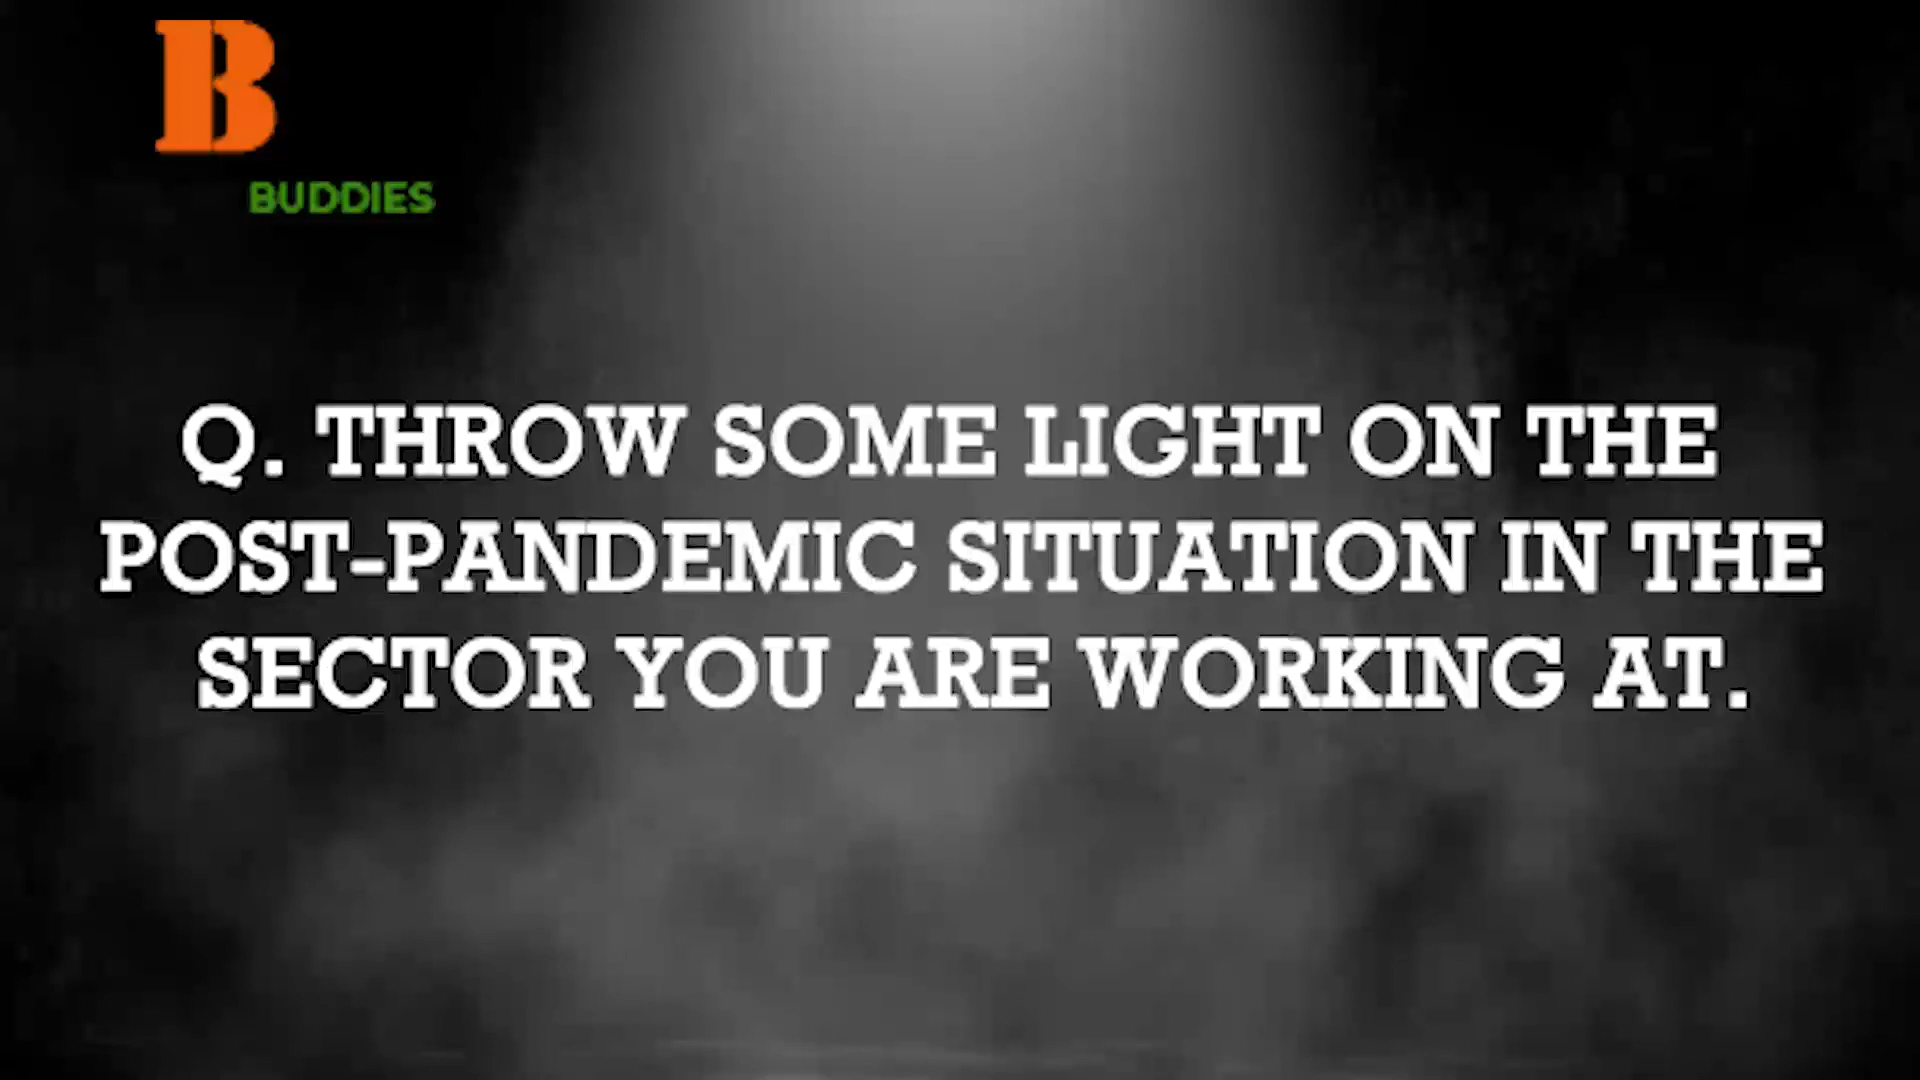 B
BUDDIES
Q. THROW SOME LIGHT ON THE
POST-PANDEMIC SITUATION IN THE
SECTOR YOU ARE WORKING AT.